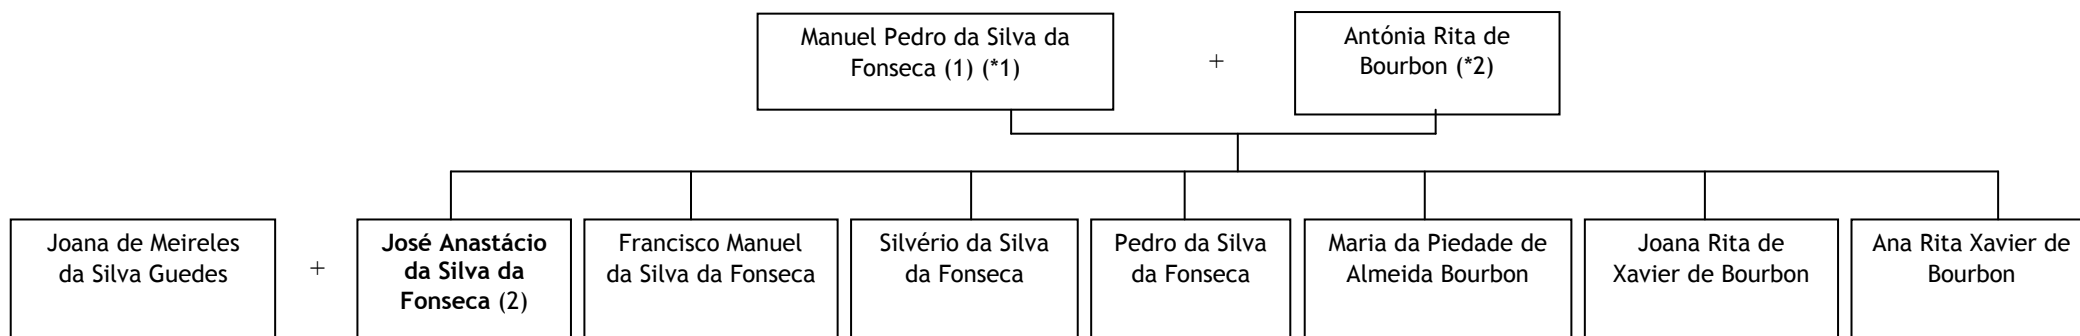 Manuel Pedro da Silva da
Fonseca (1) (*1)
+
Antónia Rita de
Bourbon (*2)
Joana de Meireles
da Silva Guedes
+
José Anastácio
da Silva da
Fonseca (2)
Francisco Manuel
da Silva da Fonseca
Silvério da Silva
da Fonseca
Pedro da Silva
da Fonseca
Maria da Piedade de
Almeida Bourbon
Joana Rita de
Xavier de Bourbon
Ana Rita Xavier de
Bourbon